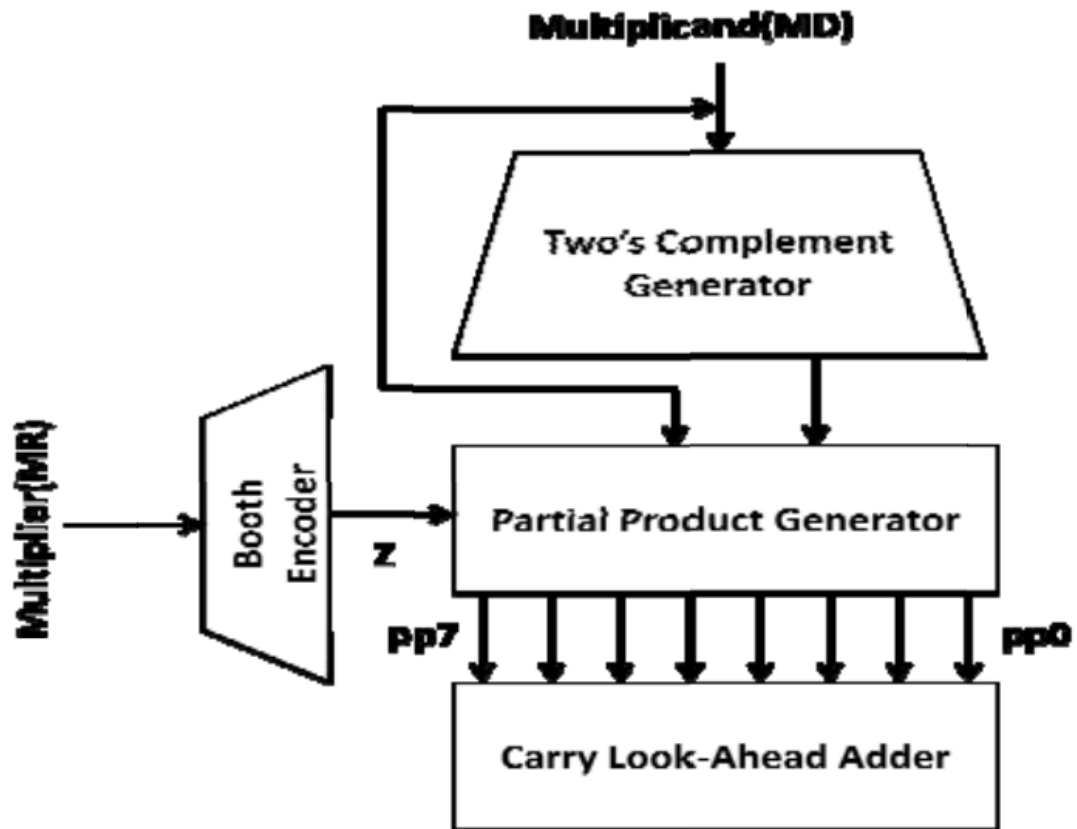 Multiplicand(MD)
Two's Complement
Generator
Multiplier(MR)
Booth
Encoder
Z
Partial Product Generator
pp7
pp0
Carry Look-Ahead Adder